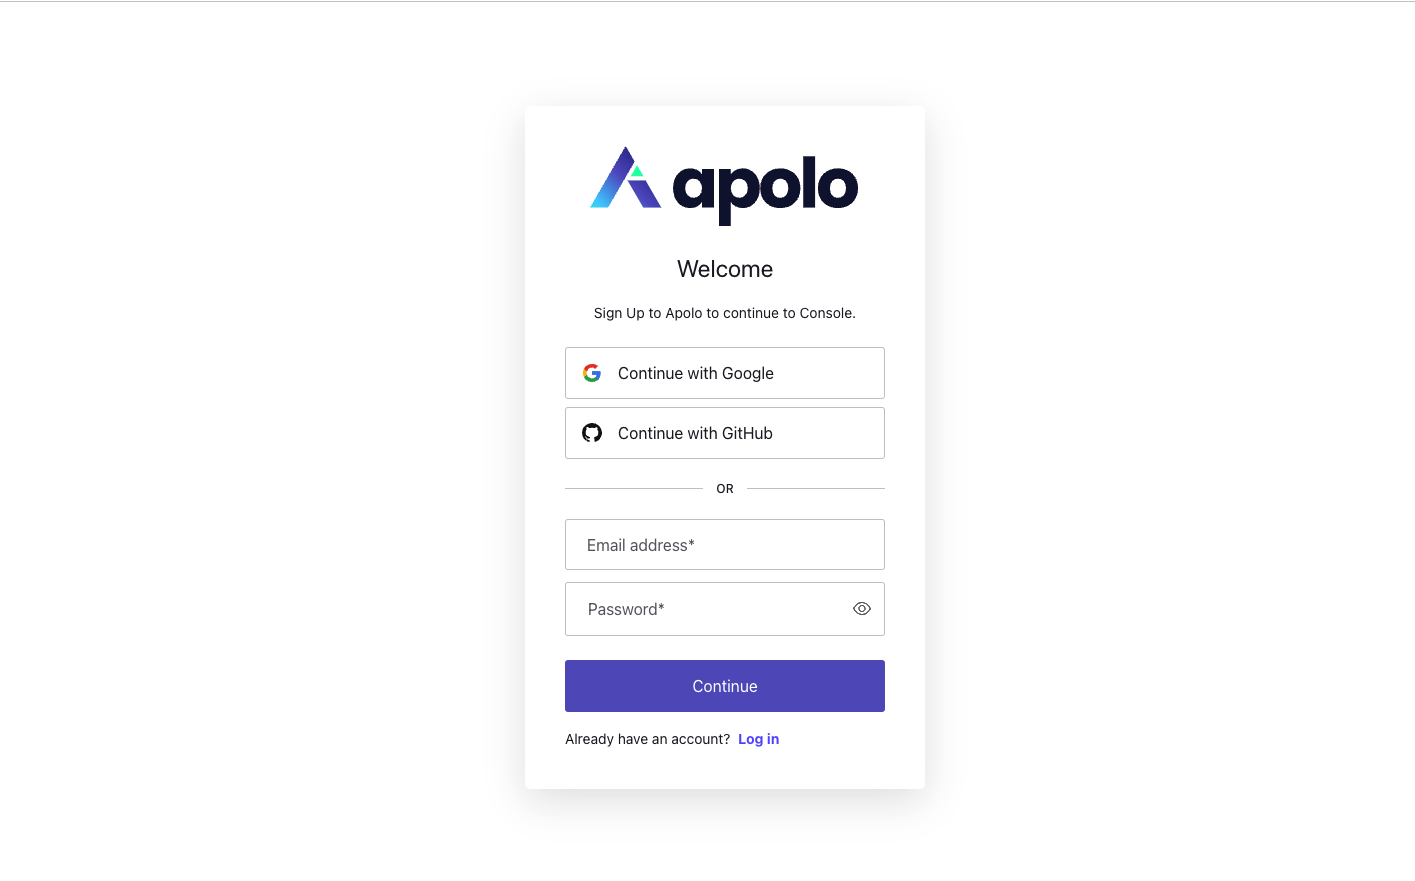 apolo
Welcome
Sign Up to Apolo to continue to Console.
Continue with Google
Continue with GitHub
OR
Email address*
Password*
Continue
Already have an account? Log in